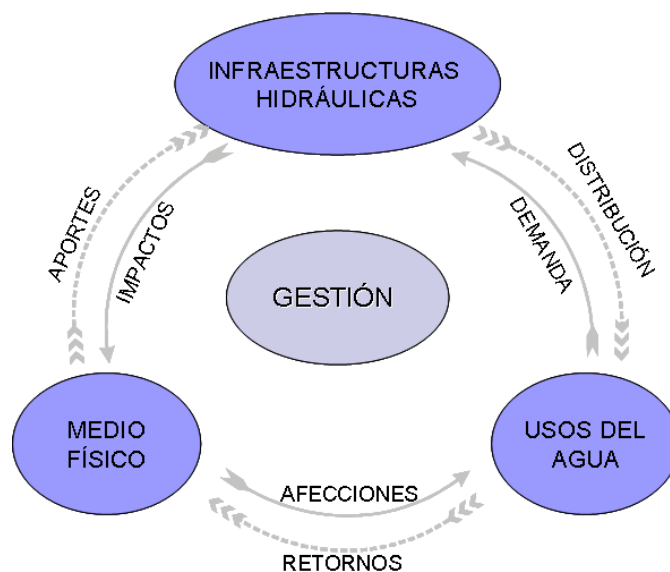 INFRAESTRUCTURAS
HIDRÁULICAS
APORTES
IMPACTOS
DEMANDA
DISTRIBUCIÓN
GESTIÓN
MEDIO
FÍSICO
USOS DEL
AGUA
AFECCIONES
RETORNOS